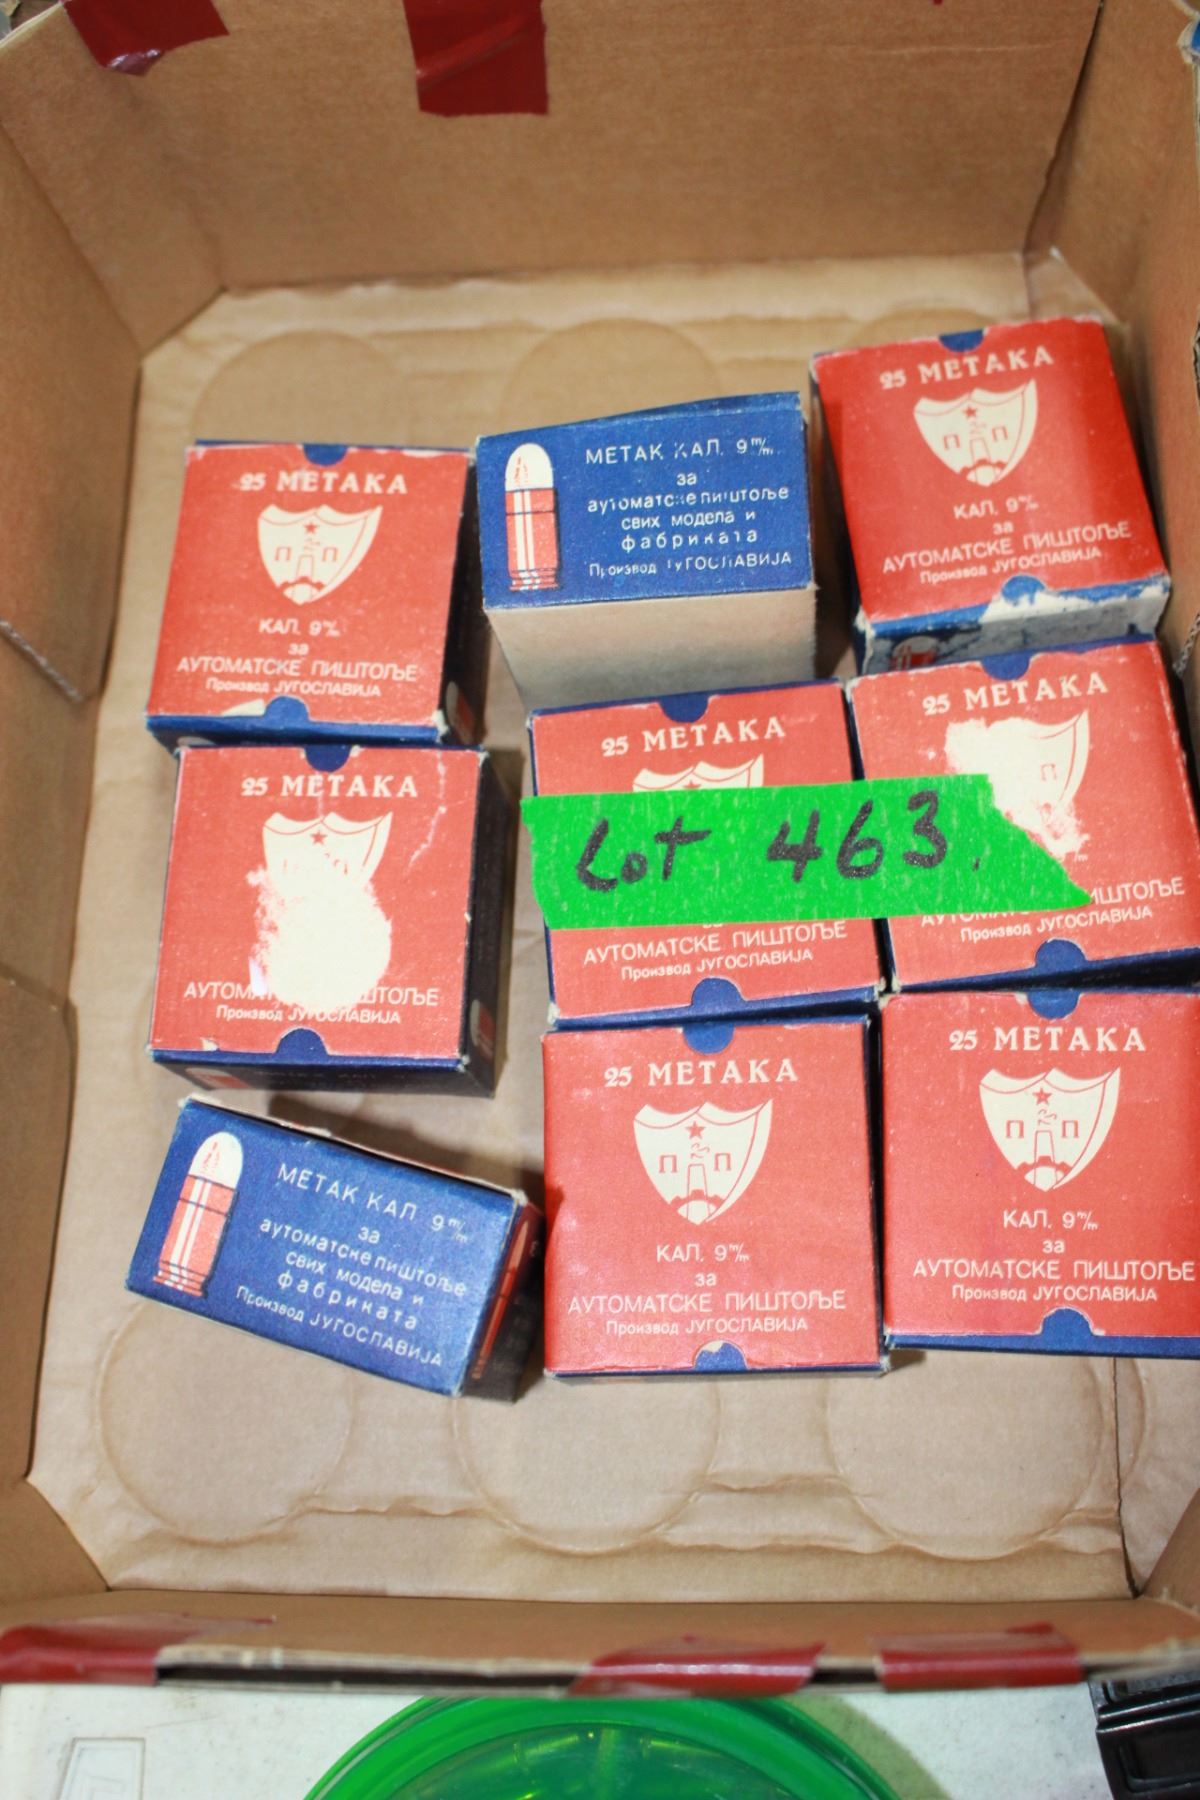 25 МЕТАКА
П П
КАЛ. 9 m/m
за
АУТОМАТСКЕ ПИШТОЉЕ
Производ ЈУГОСЛАВИЈА
МЕТАК КАЛ. 9 m/m
за
аутоматске пиштоље
свих модела и
фабриката
Производ ЈУГОСЛАВИЈА
25 МЕТАКА
П П
КАЛ. 9 m/m
за
АУТОМАТСКЕ ПИШТОЉЕ
Производ ЈУГОСЛАВИЈА
25 МЕТАКА
Производ ЈУГОСЛАВИЈА
25 МЕТАКА
Lot 463.
АУТОМАТСКЕ ПИШТОЉЕ
Производ ЈУГОСЛАВИЈА
25 МЕТАКА
П
Производ ЈУГОСЛАВИЈА
МЕТАК КАЛ 9 m/m
за
аутоматске пиштоље
свих модела и
фабриката
Производ ЈУГОСЛАВИЈА
25 МЕТАКА
П П
КАЛ. 9 m/m
за
АУТОМАТСКЕ ПИШТОЉЕ
Производ ЈУГОСЛАВИЈА
25 МЕТАКА
П П
КАЛ. 9 m/m
за
АУТОМАТСКЕ ПИШТОЉЕ
Производ ЈУГОСЛАВИЈА